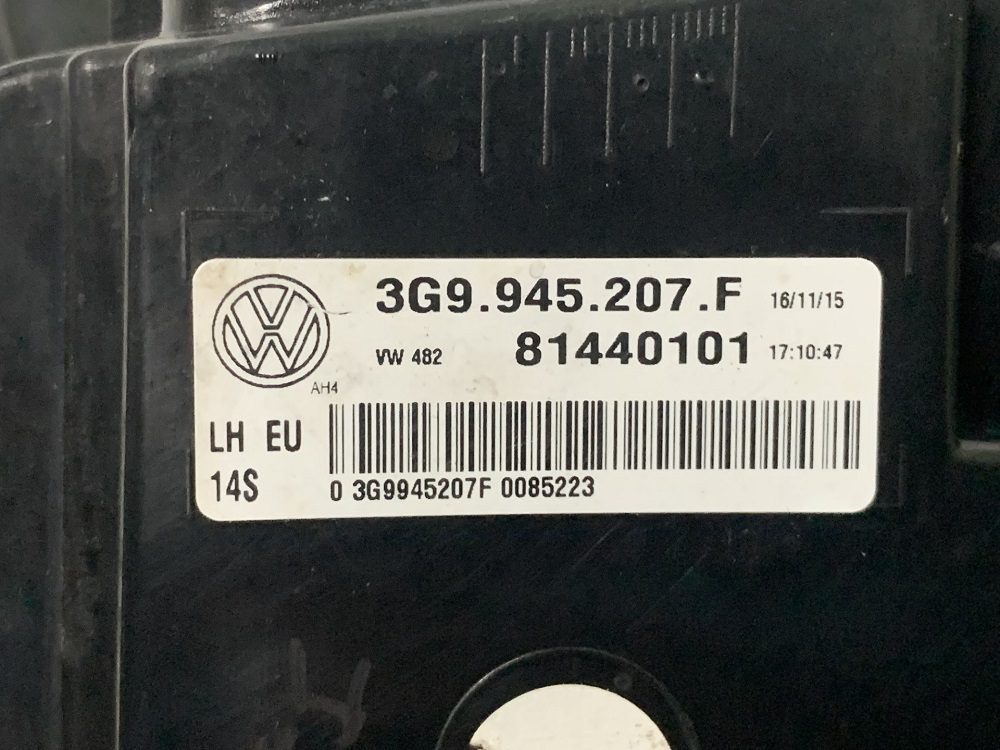 3G9.945.207.F 16/11/15
VW 482 81440101 17:10:47
AH4
LH EU
14S
0 3G9945207F 0085223